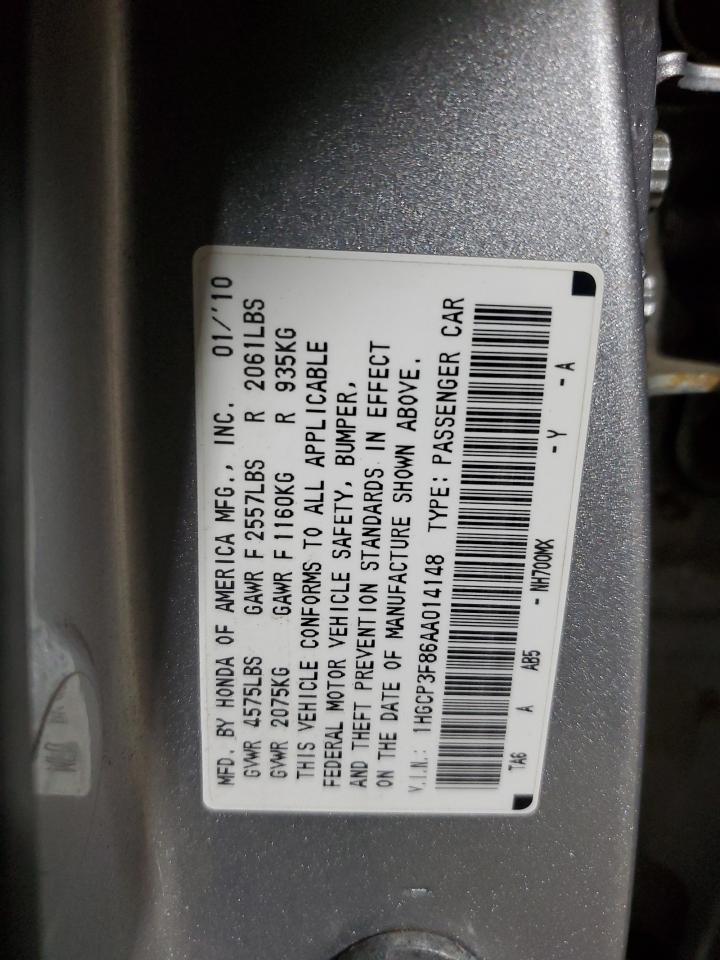 MFD. BY HONDA OF AMERICA MFG., INC. 01/'10
GVWR 4575LBS GAWR F 2557LBS R 2061LBS
GVWR 2075KG GAWR F 1160KG R 935KG
THIS VEHICLE CONFORMS TO ALL APPLICABLE
FEDERAL MOTOR VEHICLE SAFETY, BUMPER,
AND THEFT PREVENTION STANDARDS IN EFFECT
ON THE DATE OF MANUFACTURE SHOWN ABOVE.
V.I.N.: 1HGCP3F86AA014148 TYPE: PASSENGER CAR
TA6 A AB5 - NH700MX - Y - A